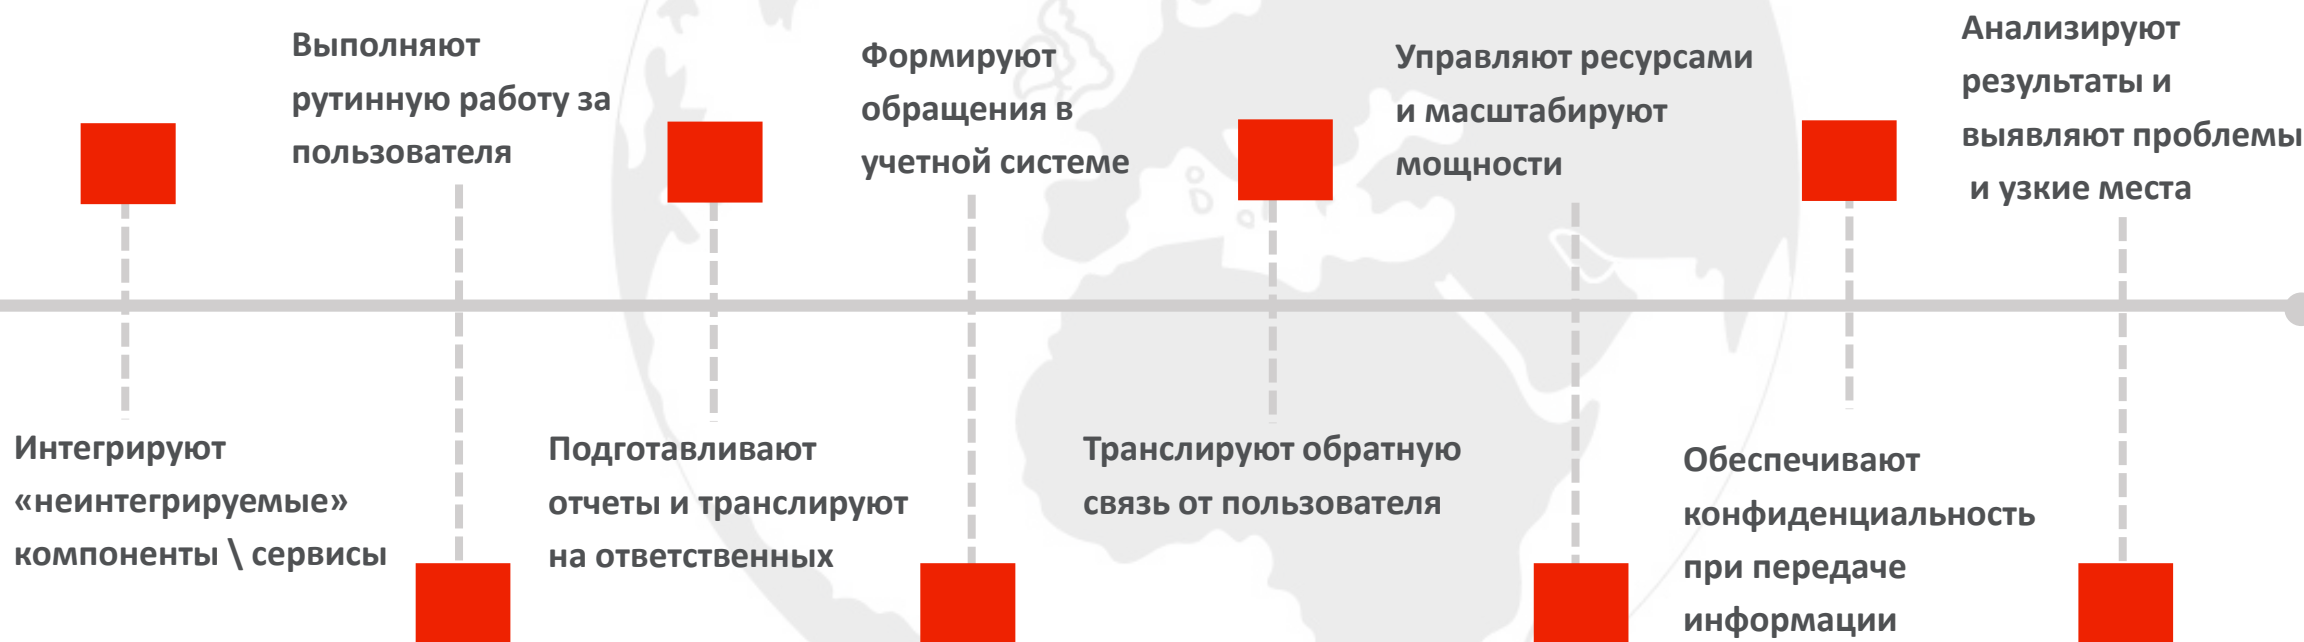 Интегрируют
«неинтегрируемые»
компоненты \ сервисы
Выполняют
рутинную работу за
пользователя
Подготавливают
отчеты и транслируют
на ответственных
Формируют
обращения в
учетной системе
Транслируют обратную
связь от пользователя
Управляют ресурсами
и масштабируют
мощности
Обеспечивают
конфиденциальность
при передаче
информации
Анализируют
результаты и
выявляют проблемы
и узкие места